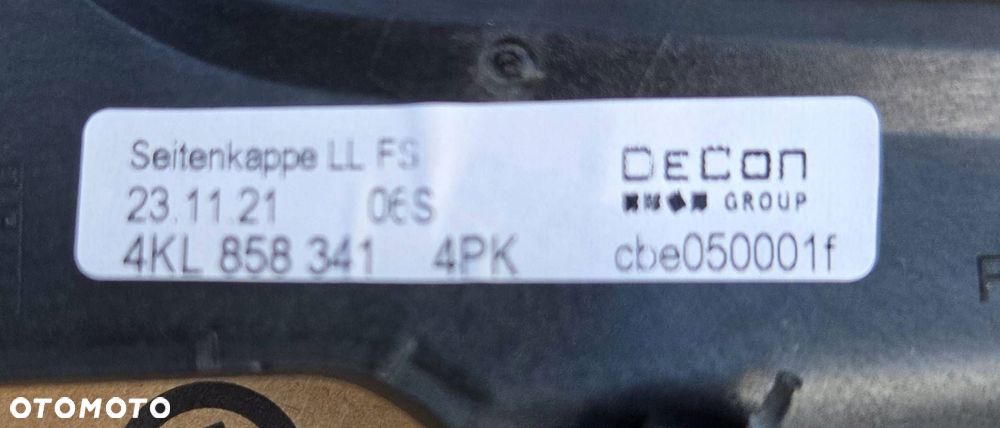 Seitenkappe LL FS
DECON
23.11.21 06S
GROUP
4KL 858 341 4PK
cbe050001f
OTOMOTO